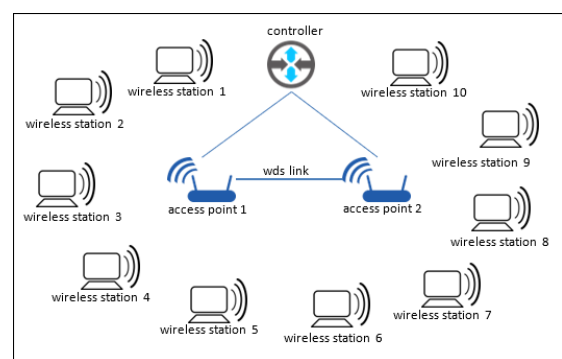 controller
wireless station 1
wireless station 10
wireless station 2
wireless station 9
wds link
access point 1
access point 2
wireless station 3
wireless station 8
wireless station 4
wireless station 7
wireless station 5
wireless station 6